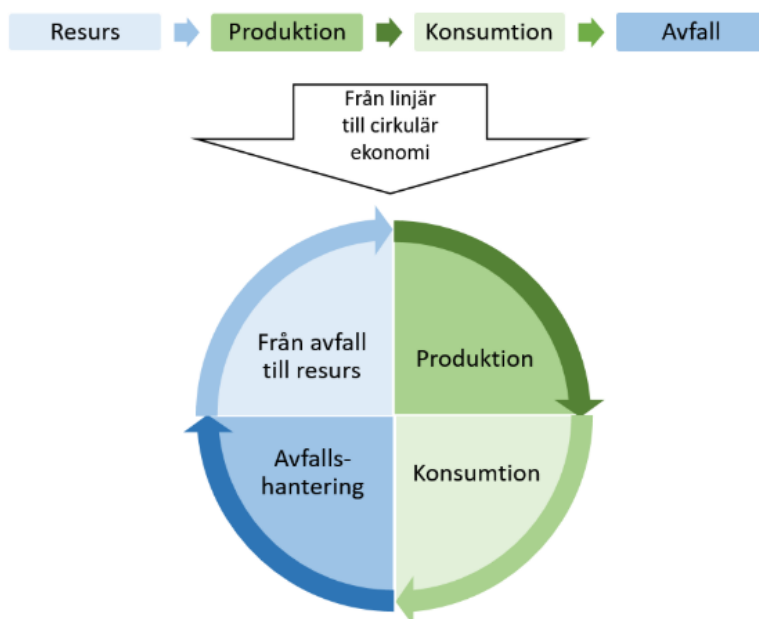 Resurs
Produktion
Konsumtion
Avfall
Från linjär
till cirkulär
ekonomi
Från avfall
till resurs
Produktion
Avfalls-
hantering
Konsumtion